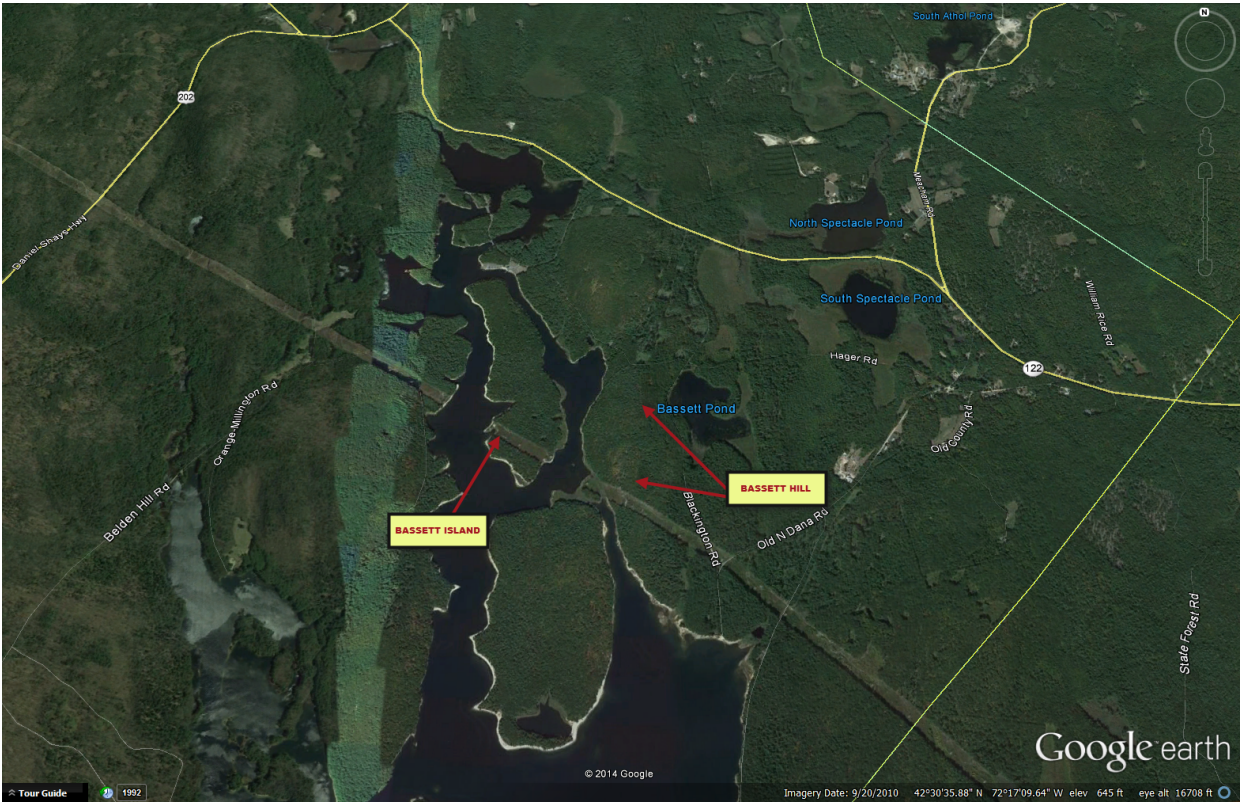 South Athol Pond
N
202
Daniel Shays Hwy
Meacham Rd
North Spectacle Pond
South Spectacle Pond
William Rice Rd
Hager Rd
122
Orange-Millington Rd
Bassett Pond
Old County Rd
Belden Hill Rd
BASSETT HILL
Blackington Rd
BASSETT ISLAND
Old N Dana Rd
State Forest Rd
Google earth
© 2014 Google
Tour Guide
1992
Imagery Date: 9/20/2010 42°30'35.88" N 72°17'09.64" W elev 645 ft eye alt 16708 ft